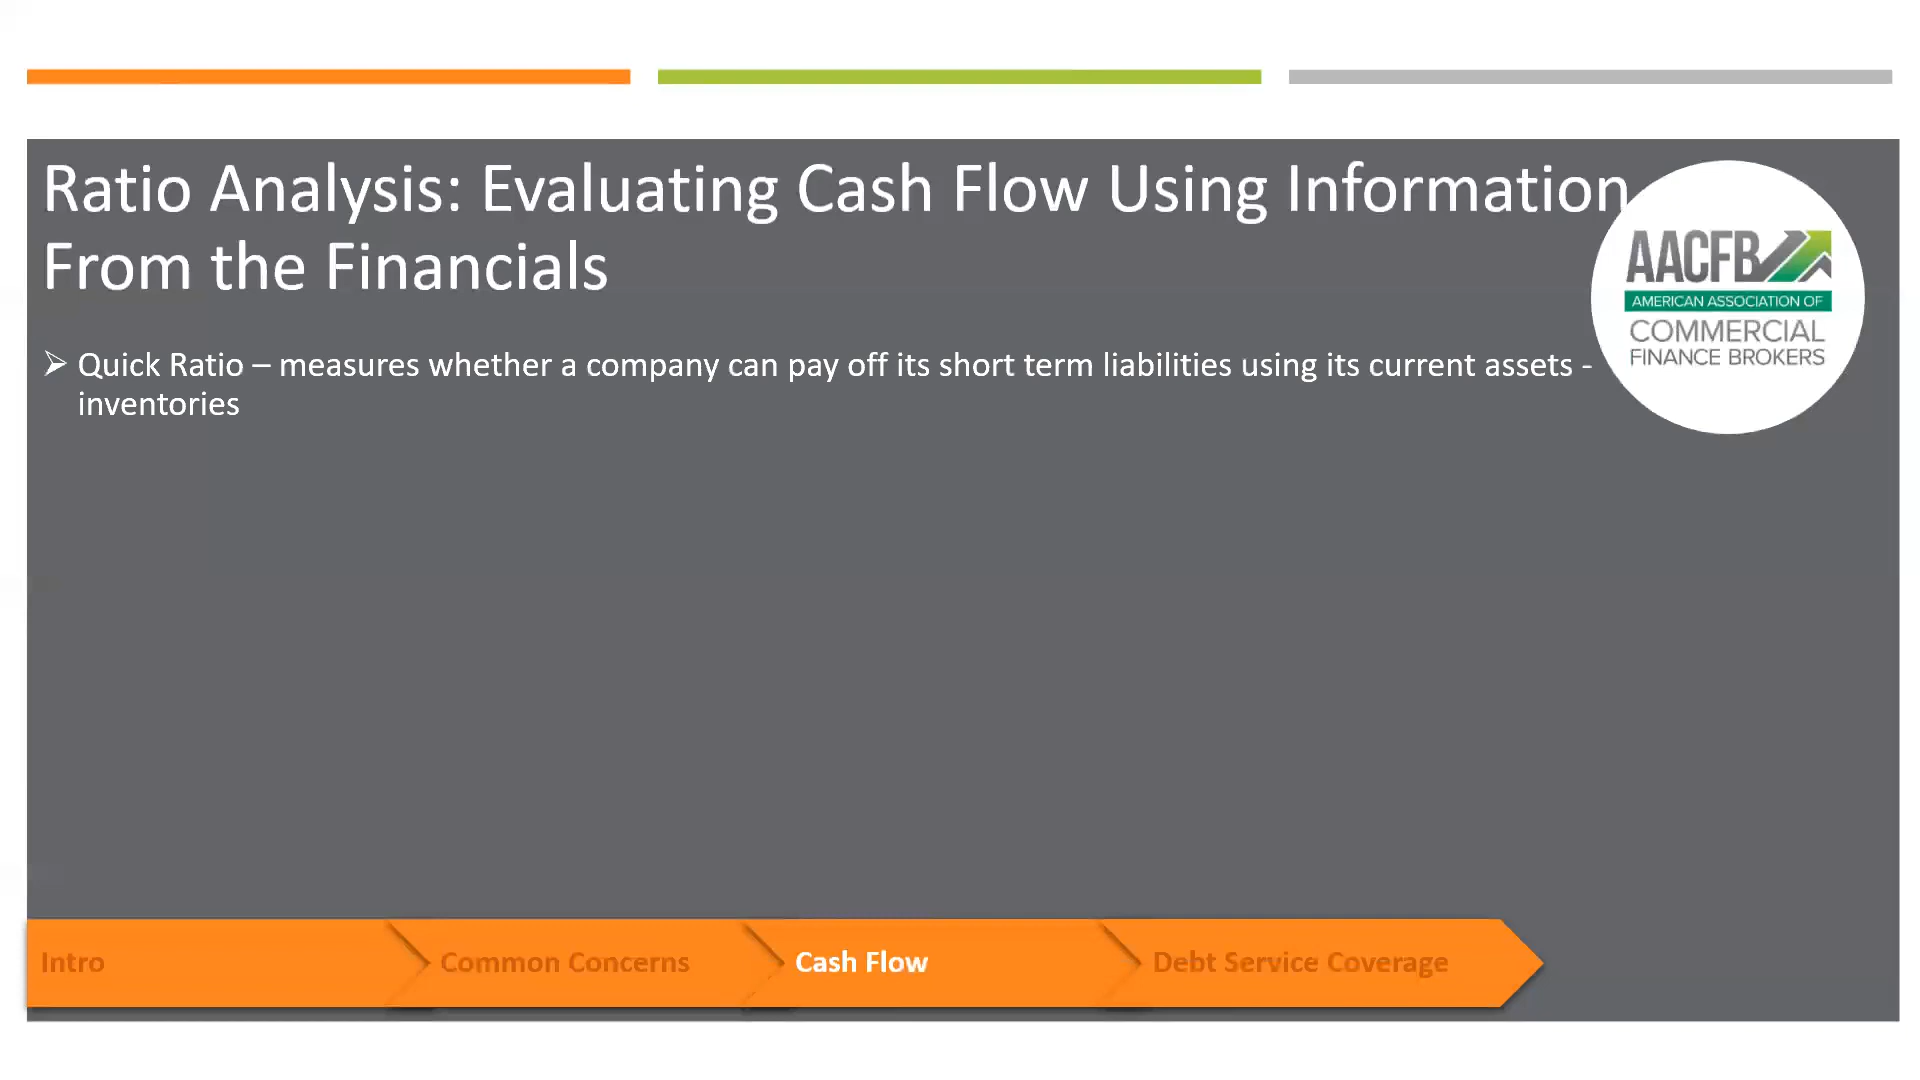 Ratio Analysis: Evaluating Cash Flow Using Information
From the Financials
AACFB
AMERICAN ASSOCIATION OF
COMMERCIAL
FINANCE BROKERS
➢ Quick Ratio – measures whether a company can pay off its short term liabilities using its current assets -
inventories
Intro
Common Concerns
Cash Flow
Debt Service Coverage